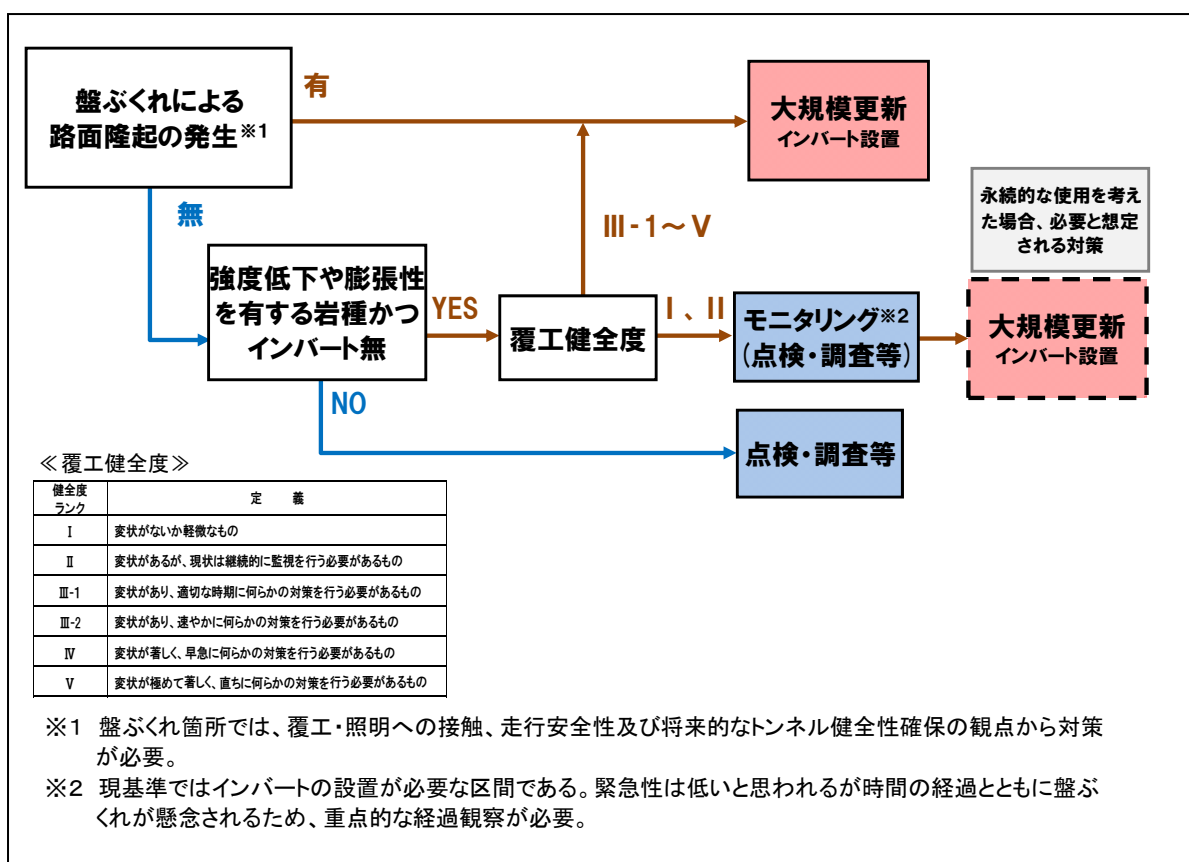 盤ぶくれによる
路面隆起の発生※1
有
大規模更新
インバート設置
無
永続的な使用を考え
た場合、必要と想定
される対策
Ⅲ-1～Ⅴ
強度低下や膨張性
を有する岩種かつ
インバート無
YES
覆工健全度
Ⅰ、Ⅱ
モニタリング※2
(点検・調査等)
大規模更新
インバート設置
NO
点検・調査等
≪覆工健全度≫
健全度
ランク
定 義
Ⅰ 変状がないか軽微なもの
Ⅱ 変状があるが、現状は継続的に監視を行う必要があるもの
Ⅲ-1 変状があり、適切な時期に何らかの対策を行う必要があるもの
Ⅲ-2 変状があり、速やかに何らかの対策を行う必要があるもの
Ⅳ 変状が著しく、早急に何らかの対策を行う必要があるもの
Ⅴ 変状が極めて著しく、直ちに何らかの対策を行う必要があるもの
※1 盤ぶくれ箇所では、覆工・照明への接触、走行安全性及び将来的なトンネル健全性確保の観点から対策
が必要。
※2 現基準ではインバートの設置が必要な区間である。緊急性は低いと思われるが時間の経過とともに盤ぶ
くれが懸念されるため、重点的な経過観察が必要。